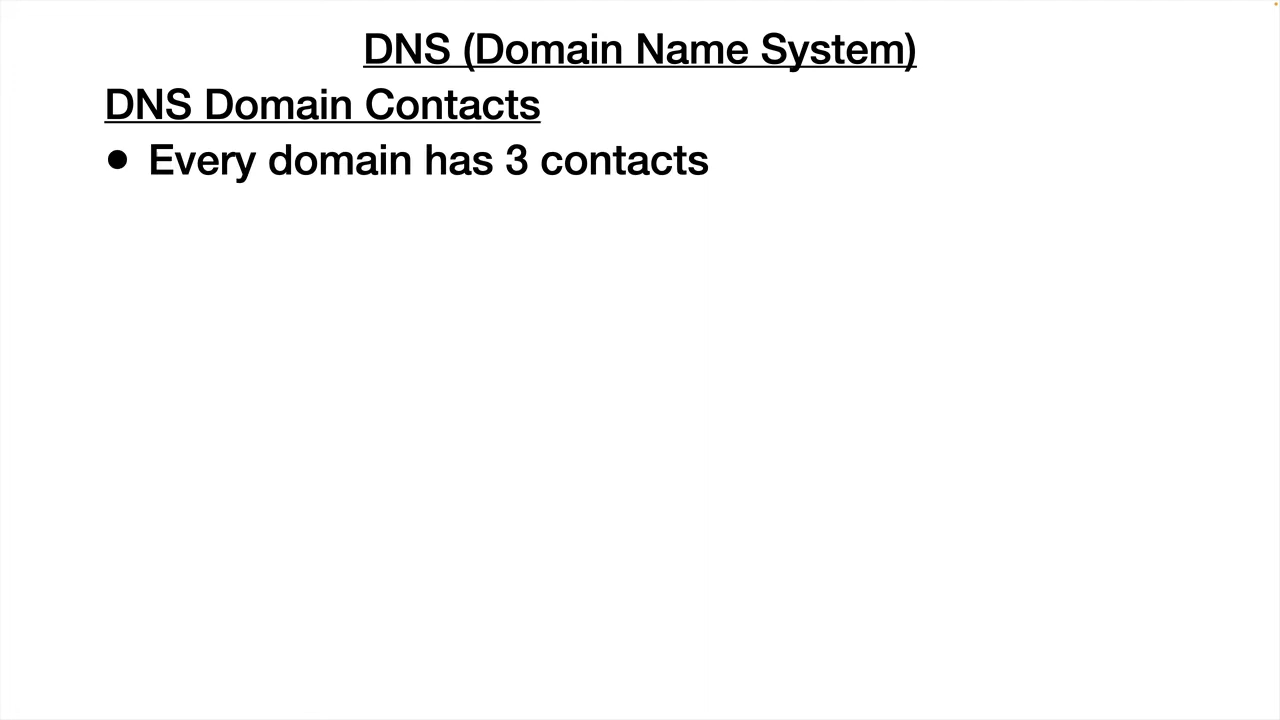 DNS (Domain Name System)
DNS Domain Contacts
● Every domain has 3 contacts